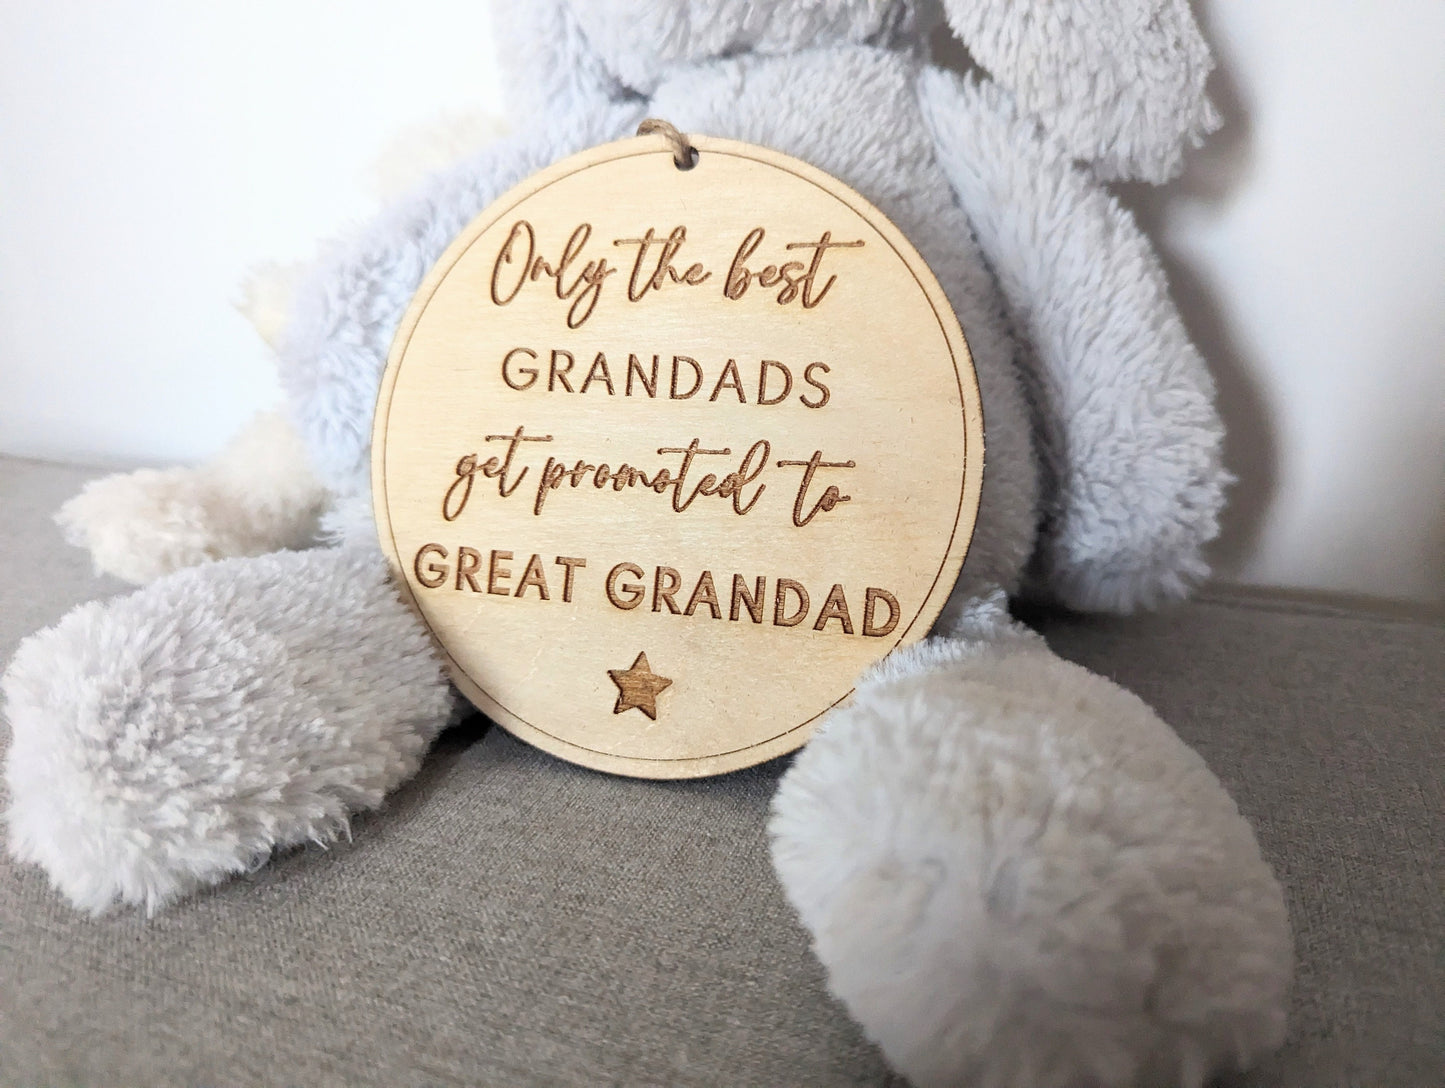 Only the best
GRANDADS
get promoted to
GREAT GRANDAD